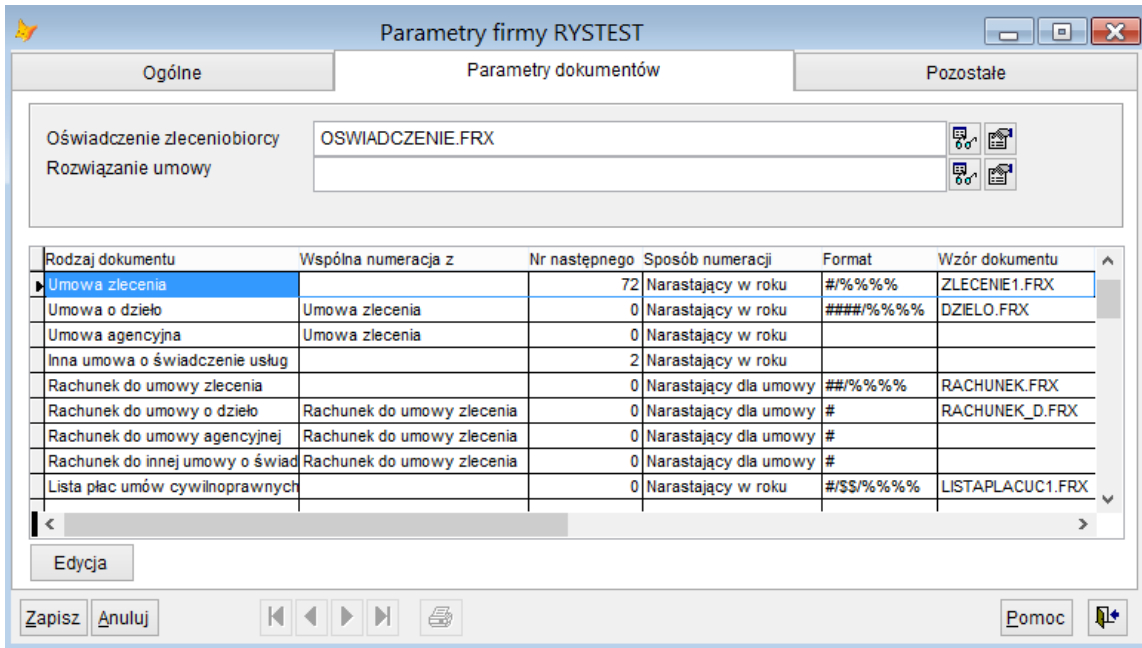 Parametry firmy RYSTEST
Ogólne Parametry dokumentów Pozostałe
Oświadczenie zleceniobiorcy OSWIADCZENIE.FRX
Rozwiązanie umowy
Rodzaj dokumentu Wspólna numeracja z Nr następnego Sposób numeracji Format Wzór dokumentu
Umowa zlecenia 72 Narastający w roku #/%%%% ZLECENIE1.FRX
Umowa o dzieło Umowa zlecenia 0 Narastający w roku ####/%%%% DZIELO.FRX
Umowa agencyjna Umowa zlecenia 0 Narastający w roku
Inna umowa o świadczenie usług 2 Narastający w roku
Rachunek do umowy zlecenia 0 Narastający dla umowy ##/%%%% RACHUNEK.FRX
Rachunek do umowy o dzieło Rachunek do umowy zlecenia 0 Narastający dla umowy # RACHUNEK_D.FRX
Rachunek do umowy agencyjnej Rachunek do umowy zlecenia 0 Narastający dla umowy #
Rachunek do innej umowy o świad Rachunek do umowy zlecenia 0 Narastający dla umowy #
Lista płac umów cywilnoprawnych 0 Narastający w roku #/$$/%%%% LISTAPLACUC1.FRX
Edycja
Zapisz Anuluj Pomoc